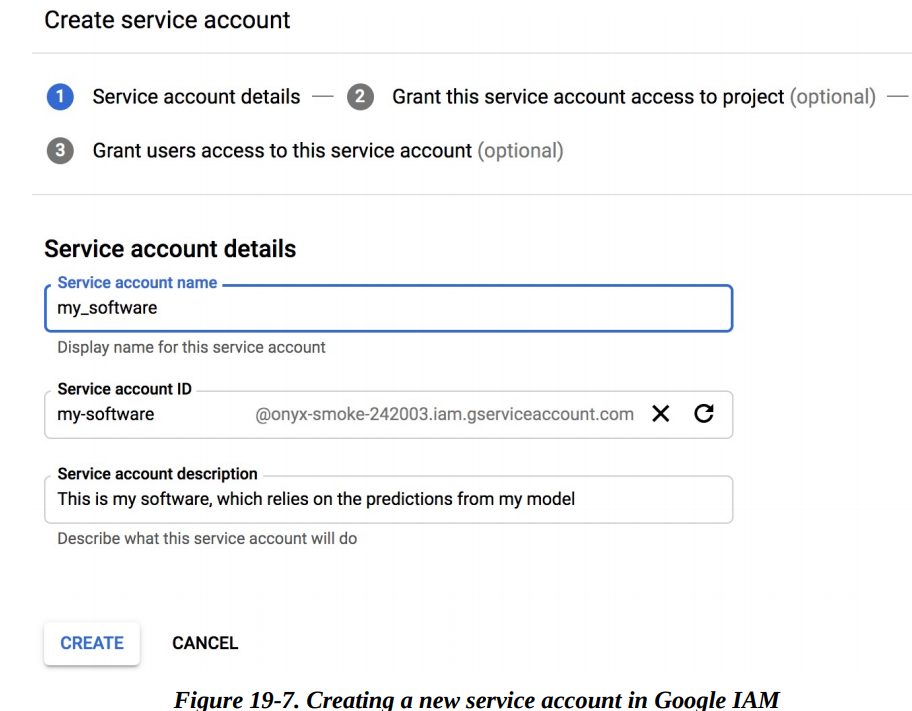 Create service account
1 Service account details — 2 Grant this service account access to project (optional) —
3 Grant users access to this service account (optional)
Service account details
Service account name
my_software
Display name for this service account
Service account ID
my-software @onyx-smoke-242003.iam.gserviceaccount.com
Service account description
This is my software, which relies on the predictions from my model
Describe what this service account will do
CREATE CANCEL
Figure 19-7. Creating a new service account in Google IAM